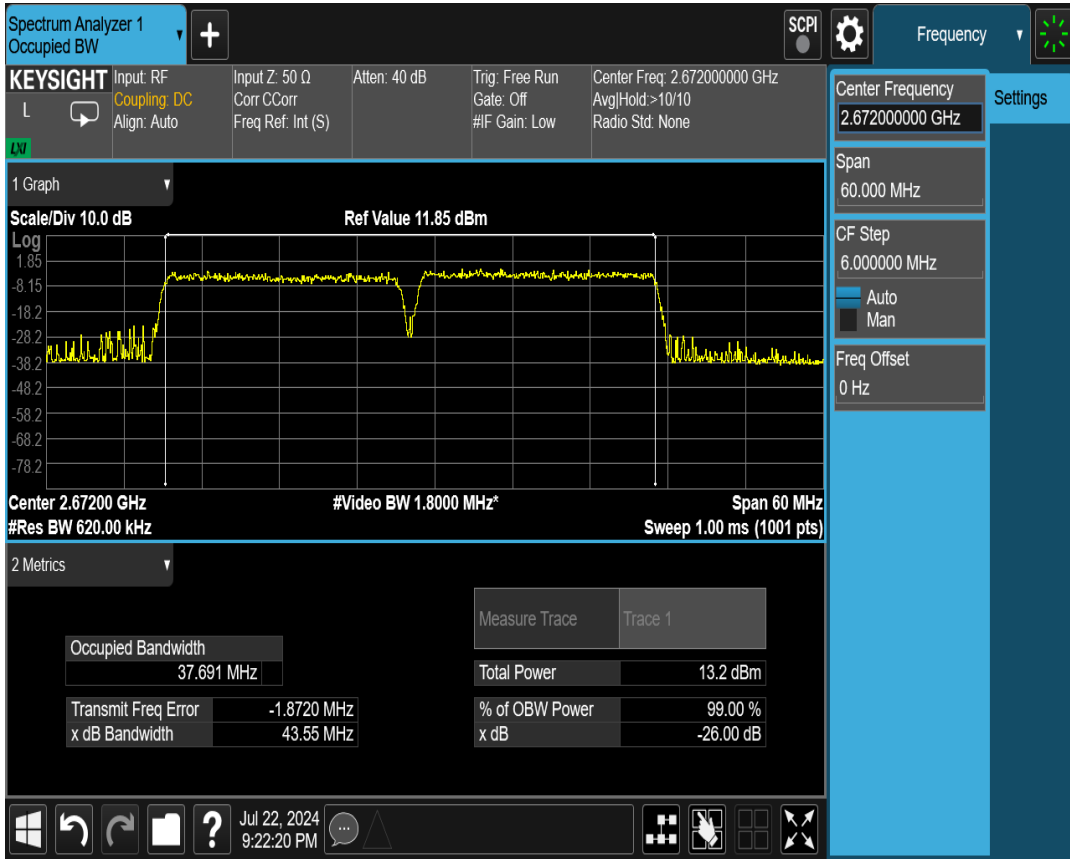 Spectrum Analyzer 1
Occupied BW
+
SCPI
Frequency
KEYSIGHT
L
LXI
Input: RF
Coupling: DC
Align: Auto
Input Z: 50 Ω
Corr CCorr
Freq Ref: Int (S)
Atten: 40 dB
Trig: Free Run
Gate: Off
#IF Gain: Low
Center Freq: 2.672000000 GHz
Avg|Hold:>10/10
Radio Std: None
Center Frequency
2.672000000 GHz
Settings
Span
60.000 MHz
CF Step
6.000000 MHz
Auto
Man
Freq Offset
0 Hz
1 Graph
Scale/Div 10.0 dB
Ref Value 11.85 dBm
Log
1.85
-8.15
-18.2
-28.2
-38.2
-48.2
-58.2
-68.2
-78.2
Center 2.67200 GHz
#Video BW 1.8000 MHz*
Span 60 MHz
#Res BW 620.00 kHz
Sweep 1.00 ms (1001 pts)
2 Metrics
Measure Trace
Trace 1
Occupied Bandwidth
37.691 MHz
Total Power
13.2 dBm
Transmit Freq Error
-1.8720 MHz
% of OBW Power
99.00 %
x dB Bandwidth
43.55 MHz
x dB
-26.00 dB
?
Jul 22, 2024
9:22:20 PM